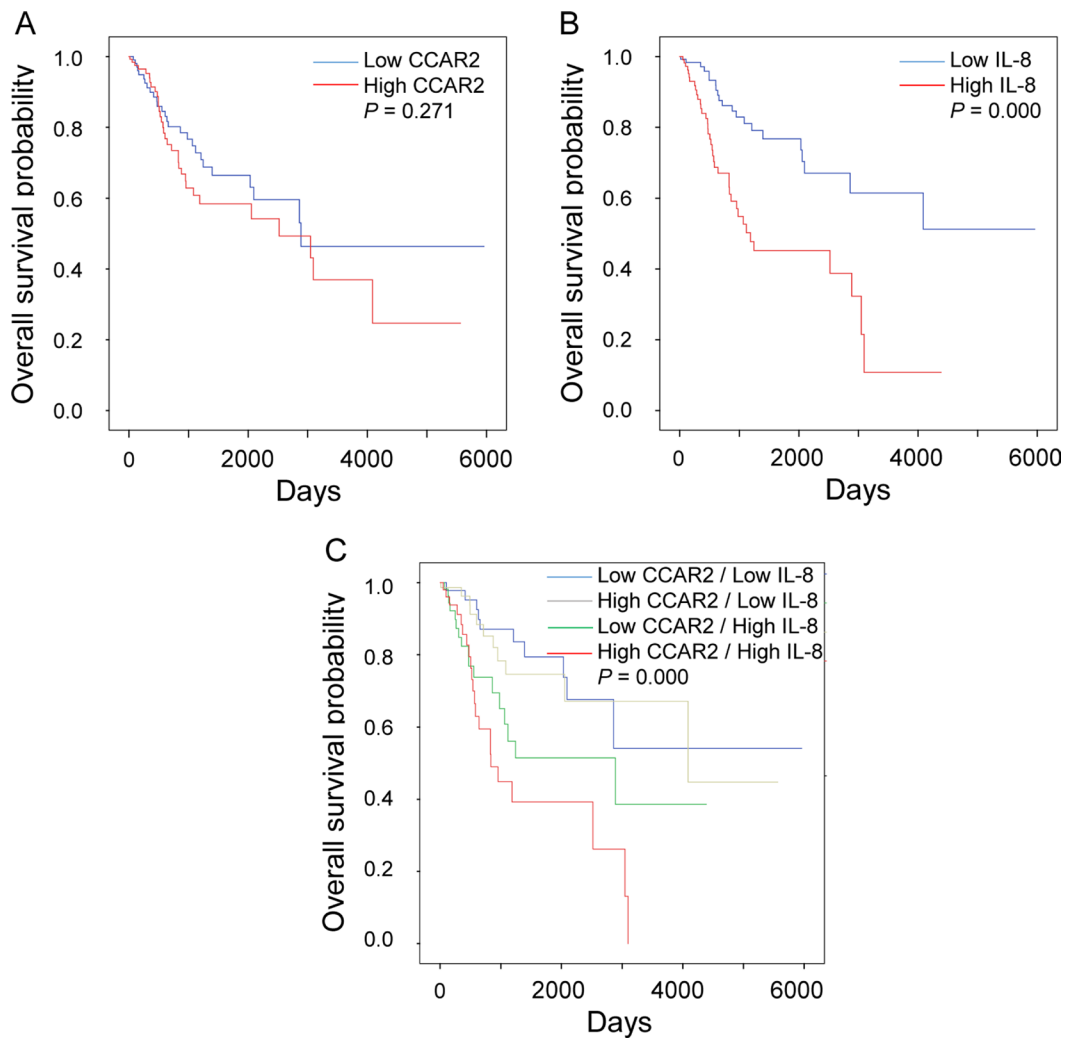 A
Overall survival probability
1.0
0.8
0.6
0.4
0.2
0.0
Low CCAR2
High CCAR2
P = 0.271
0 2000 4000 6000
Days
B
Overall survival probability
1.0
0.8
0.6
0.4
0.2
0.0
Low IL-8
High IL-8
P = 0.000
0 2000 4000 6000
Days
C
Overall survival probability
1.0
0.8
0.6
0.4
0.2
0.0
Low CCAR2 / Low IL-8
High CCAR2 / Low IL-8
Low CCAR2 / High IL-8
High CCAR2 / High IL-8
P = 0.000
0 2000 4000 6000
Days